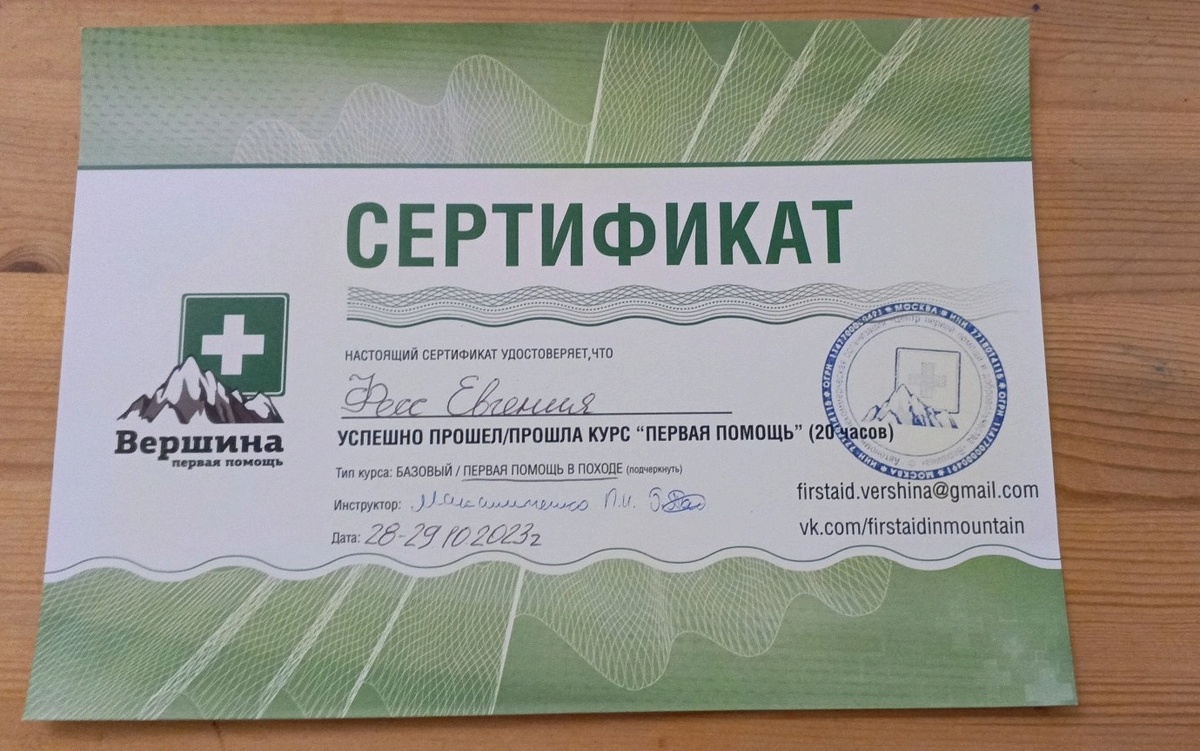 СЕРТИФИКАТ
НАСТОЯЩИЙ СЕРТИФИКАТ УДОСТОВЕРЯЕТ,ЧТО
Евгения
УСПЕШНО ПРОШЕЛ/ПРОШЛА КУРС “ПЕРВАЯ ПОМОЩЬ” (20 часов)
Тип курса: БАЗОВЫЙ / ПЕРВАЯ ПОМОЩЬ В ПОХОДЕ (подчеркнуть)
Инструктор:
Дата: 28-29 10 2023г
Вершина
первая помощь
МОСКВА
firstaid.vershina@gmail.com
vk.com/firstaidinmountain